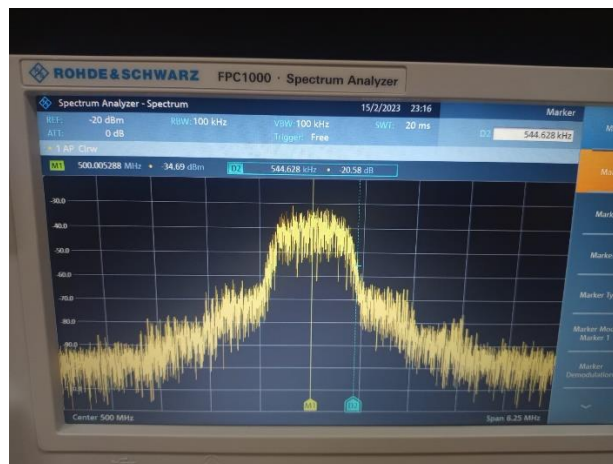 ROHDE & SCHWARZ FPC1000 · Spectrum Analyzer
Spectrum Analyzer - Spectrum 15/2/2023 23:16 Marker
REF: -20 dBm RBW: 100 kHz VBW: 100 kHz SWT: 20 ms D2 544.628 kHz
ATT: 0 dB Trigger: Free
1 AP Clrw
M1 500.005288 MHz • -34.69 dBm D2 544.628 kHz • -20.58 dB
-30.0
-40.0
-50.0
-60.0
-70.0
-80.0
-90.0
M1 D2
Center 500 MHz Span 6.25 MHz
Marker Ty
Marker Mod
Marker 1
Marker
Demodulation